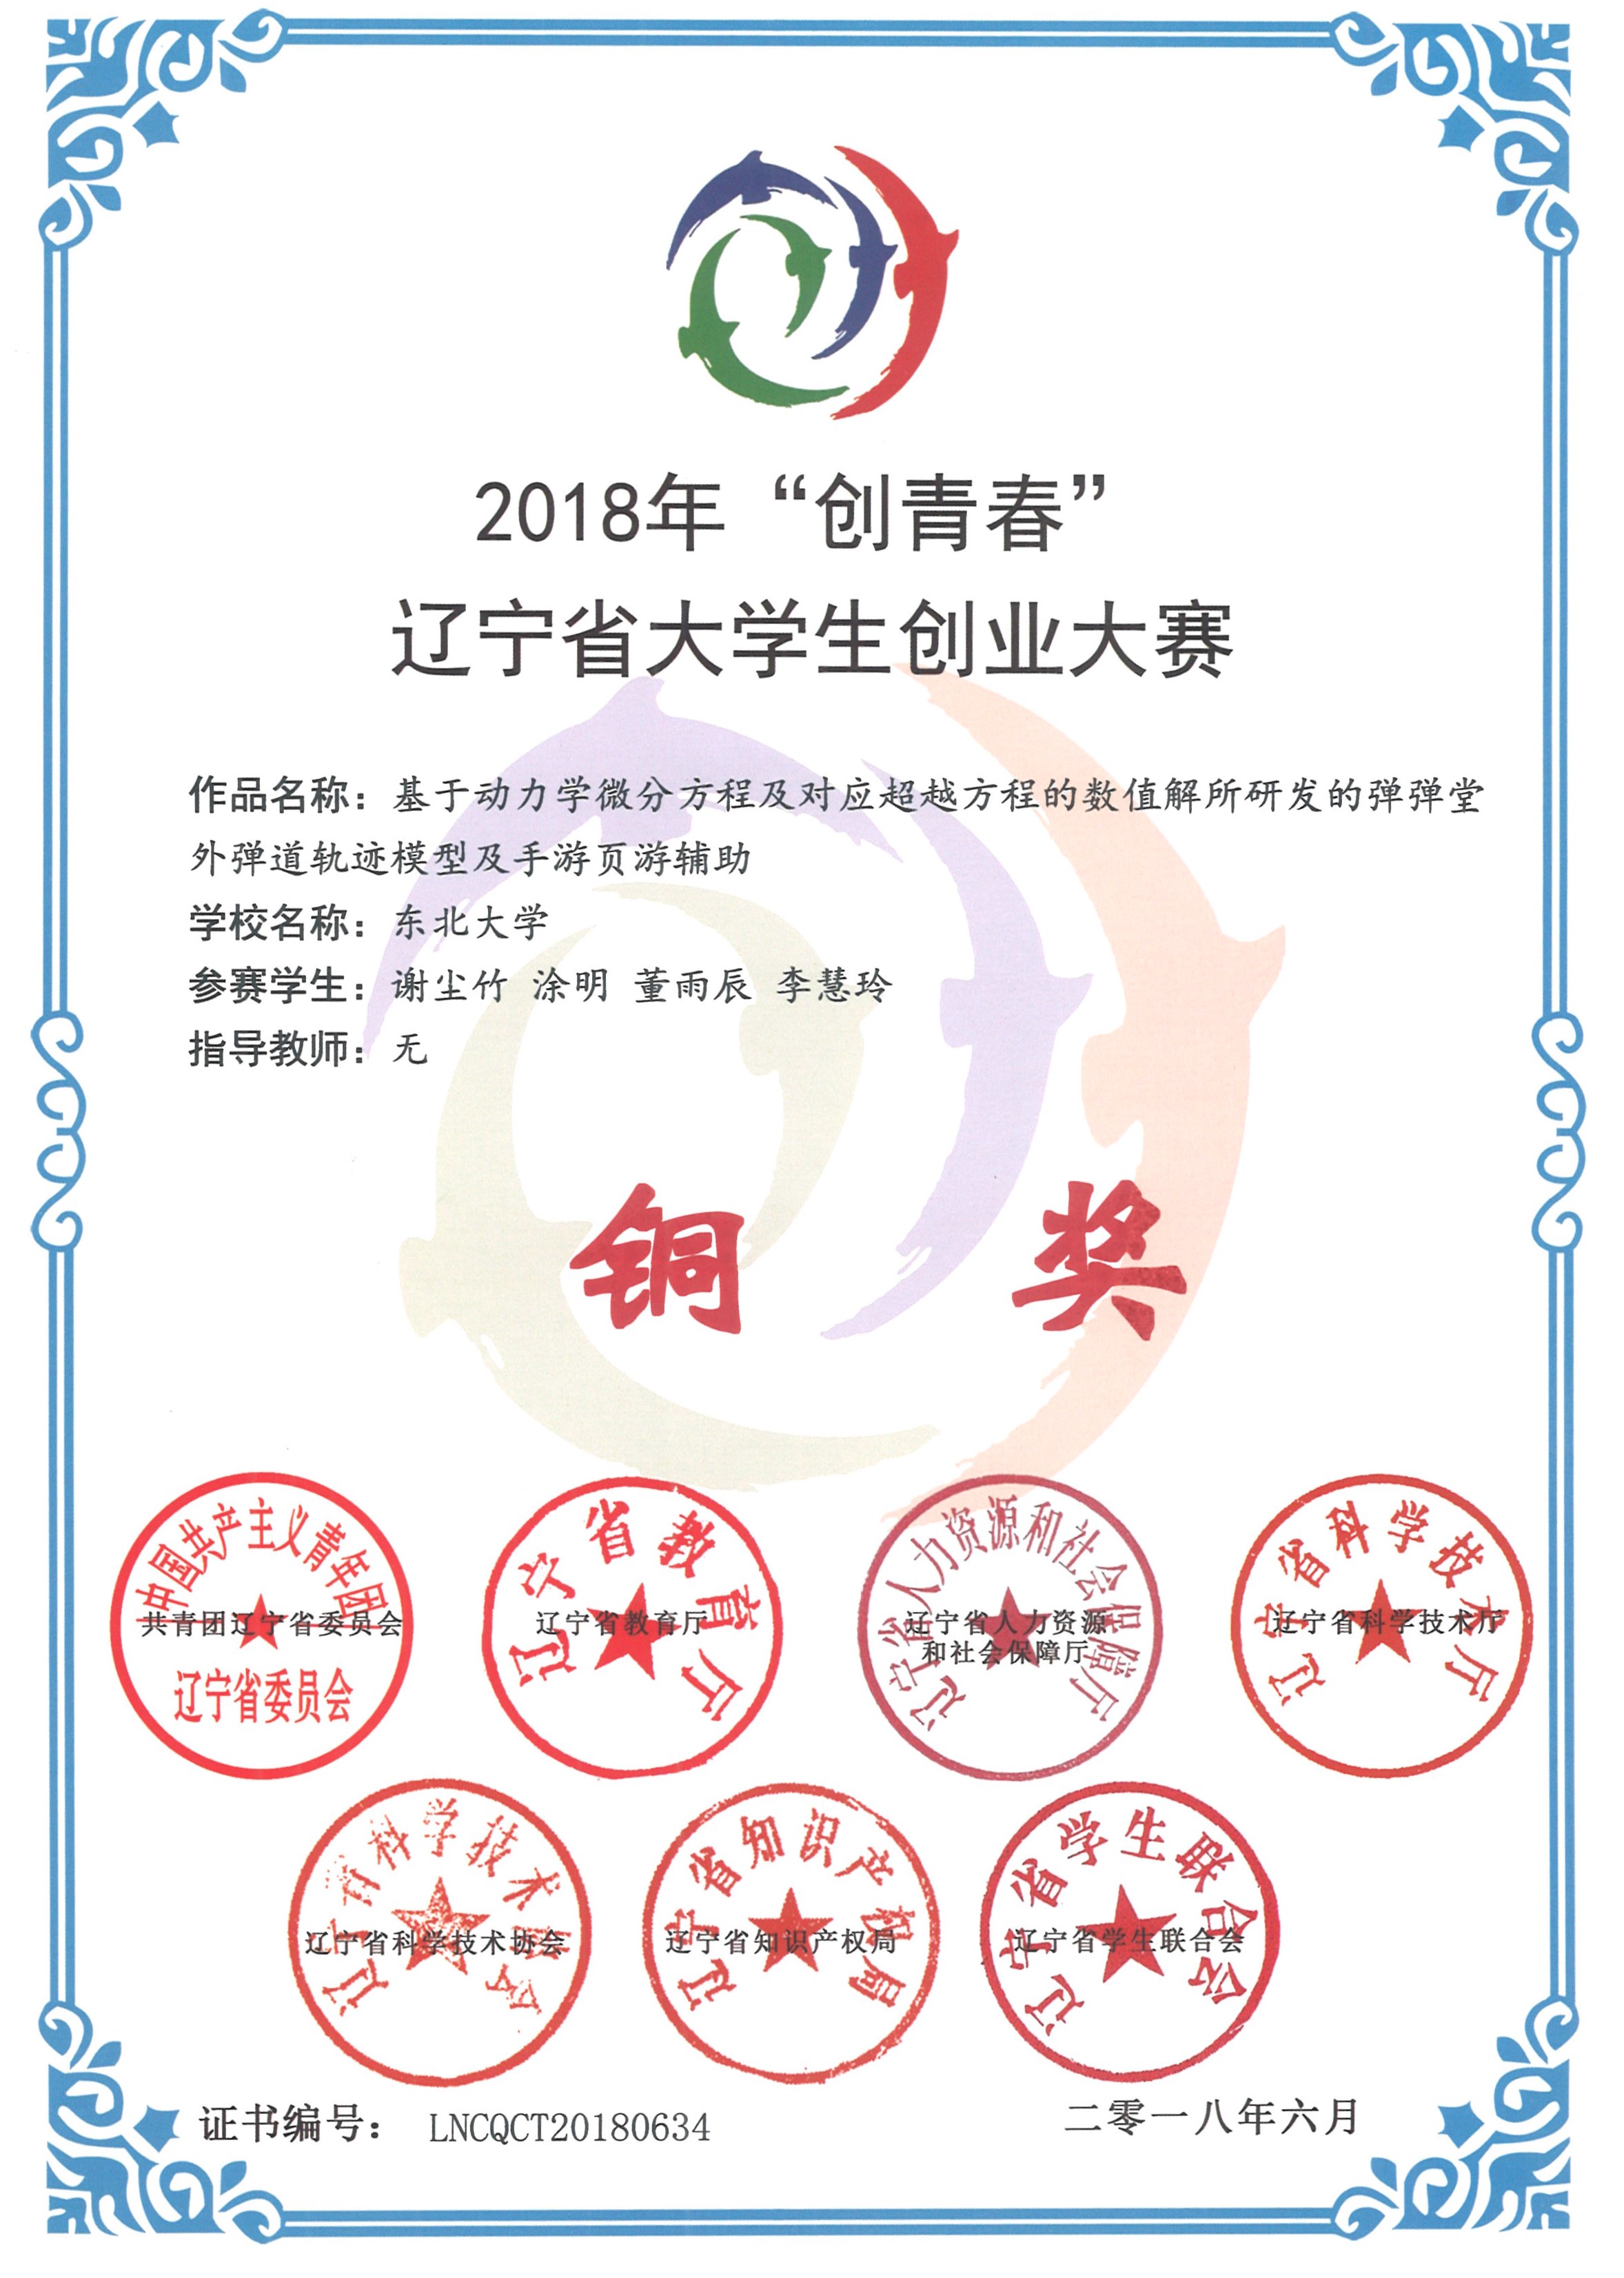 2018年“创青春”
辽宁省大学生创业大赛
作品名称：基于动力学微分方程及对应超越方程的数值解所研发的弹弹堂
外弹道轨迹模型及手游页游辅助
学校名称：东北大学
参赛学生：谢尘竹 涂明 董雨辰 李慧玲
指导教师：无
铜 奖
中国共产主义青年团
共青团辽宁省委员会
辽宁省委员会
辽宁省教育厅
辽宁省教育厅
辽宁省人力资源和社会保障厅
辽宁省人力资源
和社会保障厅
辽宁省科学技术厅
辽宁省科学技术厅
辽宁省科学技术协会
辽宁省科学技术协会
辽宁省知识产权局
辽宁省知识产权局
辽宁省学生联合会
辽宁省学生联合会
证书编号： LNCQCT20180634
二零一八年六月